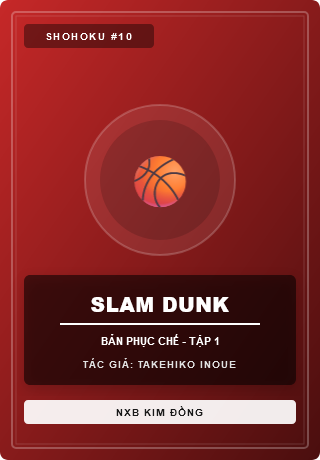 SHOHOKU #10
SLAM DUNK
BẢN PHỤC CHẾ - TẬP 1
TÁC GIẢ: TAKEHIKO INOUE
NXB KIM ĐỒNG